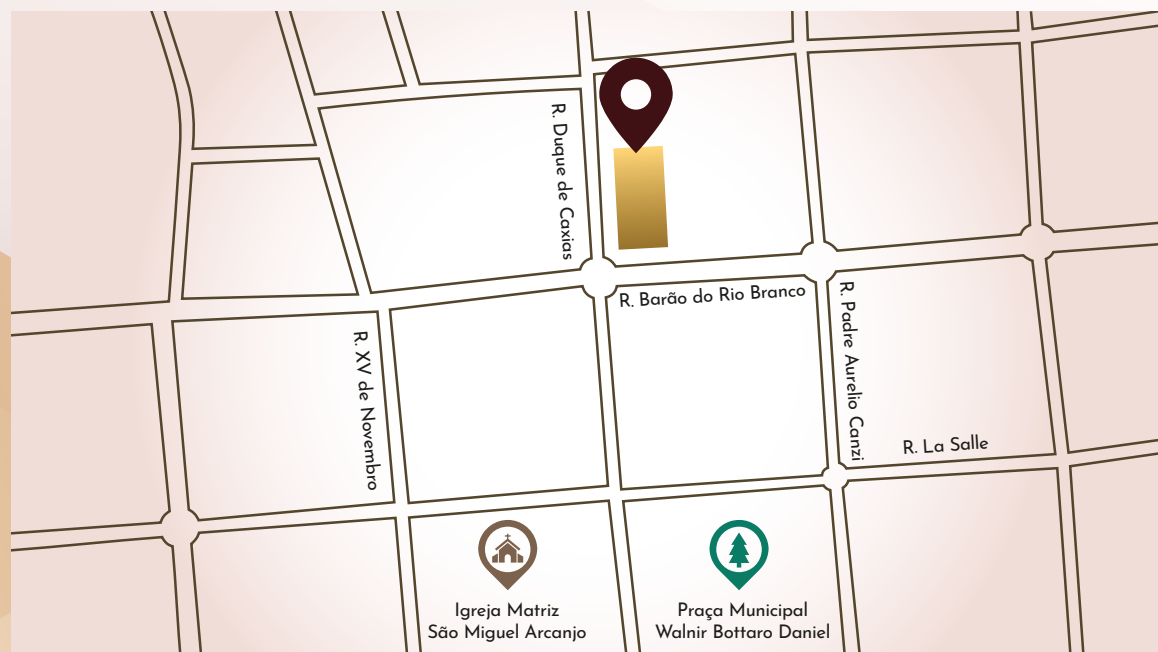 R. Duque de Caxias
R. Barão do Rio Branco
R. Padre Aurelio Canzi
R. XV de Novembro
R. La Salle
Igreja Matriz
São Miguel Arcanjo
Praça Municipal
Walnir Bottaro Daniel